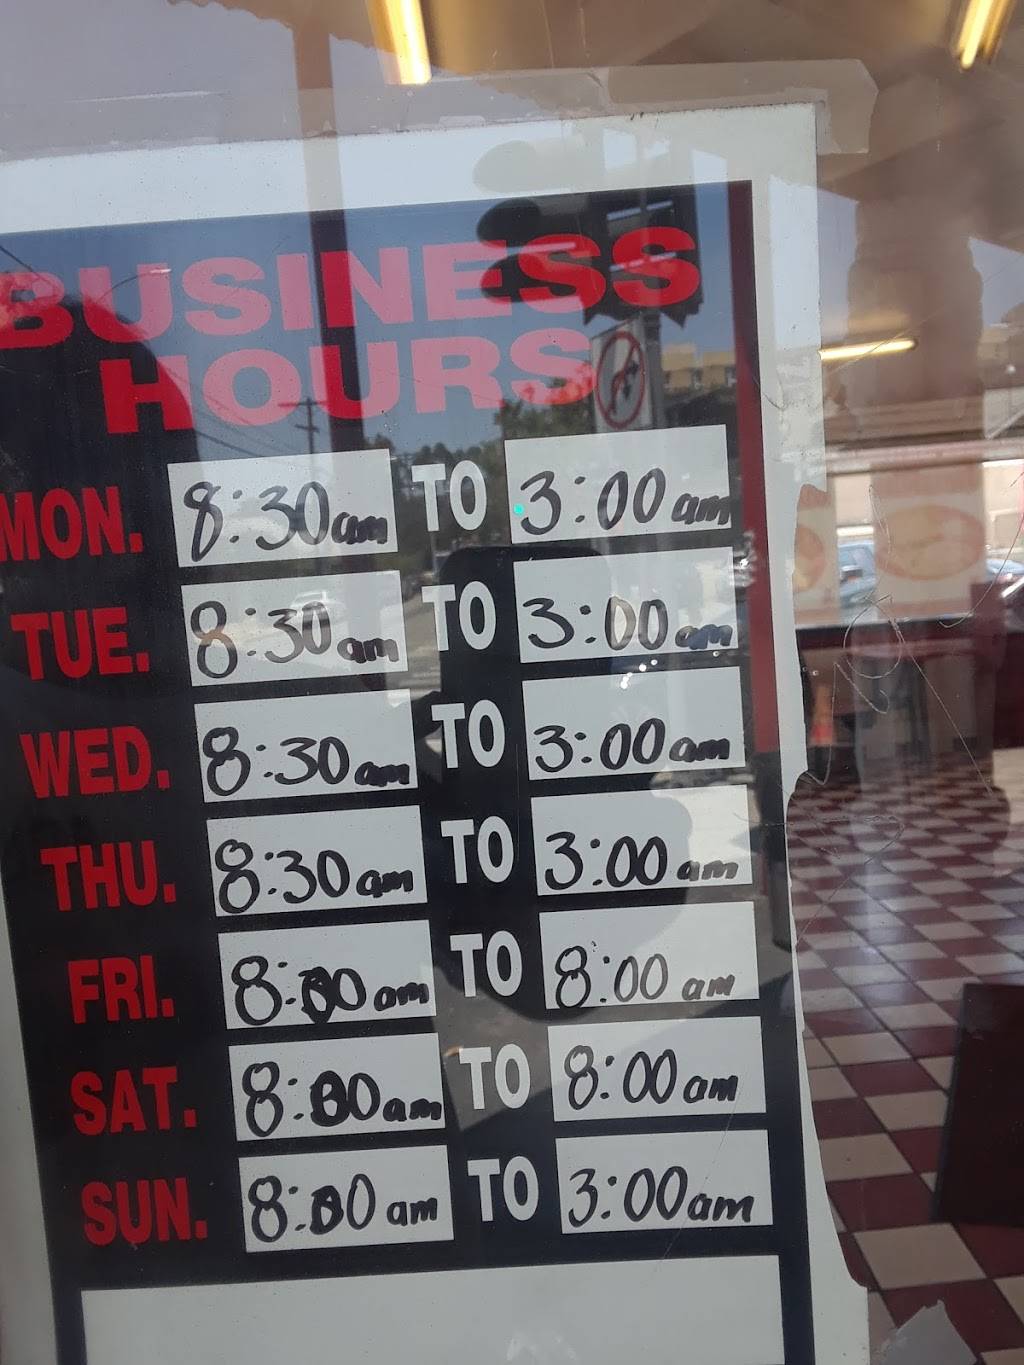 BUSINESS
HOURS
MON. 8:30am TO 3:00am
TUE. 8:30am TO 3:00am
WED. 8:30am TO 3:00am
THU. 8:30am TO 3:00am
FRI. 8:00am TO 8:00am
SAT. 8:00am TO 8:00am
SUN. 8:00am TO 3:00am